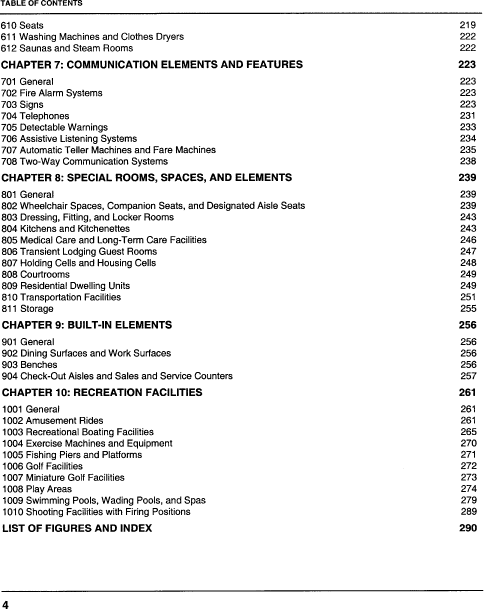 TABLE OF CONTENTS
610 Seats 219
611 Washing Machines and Clothes Dryers 222
612 Saunas and Steam Rooms 222
CHAPTER 7: COMMUNICATION ELEMENTS AND FEATURES 223
701 General 223
702 Fire Alarm Systems 223
703 Signs 223
704 Telephones 231
705 Detectable Warnings 233
706 Assistive Listening Systems 234
707 Automatic Teller Machines and Fare Machines 235
708 Two-Way Communication Systems 238
CHAPTER 8: SPECIAL ROOMS, SPACES, AND ELEMENTS 239
801 General 239
802 Wheelchair Spaces, Companion Seats, and Designated Aisle Seats 239
803 Dressing, Fitting, and Locker Rooms 243
804 Kitchens and Kitchenettes 243
805 Medical Care and Long-Term Care Facilities 246
806 Transient Lodging Guest Rooms 247
807 Holding Cells and Housing Cells 248
808 Courtrooms 249
809 Residential Dwelling Units 249
810 Transportation Facilities 251
811 Storage 255
CHAPTER 9: BUILT-IN ELEMENTS 256
901 General 256
902 Dining Surfaces and Work Surfaces 256
903 Benches 256
904 Check-Out Aisles and Sales and Service Counters 257
CHAPTER 10: RECREATION FACILITIES 261
1001 General 261
1002 Amusement Rides 261
1003 Recreational Boating Facilities 265
1004 Exercise Machines and Equipment 270
1005 Fishing Piers and Platforms 271
1006 Golf Facilities 272
1007 Miniature Golf Facilities 273
1008 Play Areas 274
1009 Swimming Pools, Wading Pools, and Spas 279
1010 Shooting Facilities with Firing Positions 289
LIST OF FIGURES AND INDEX 290
4